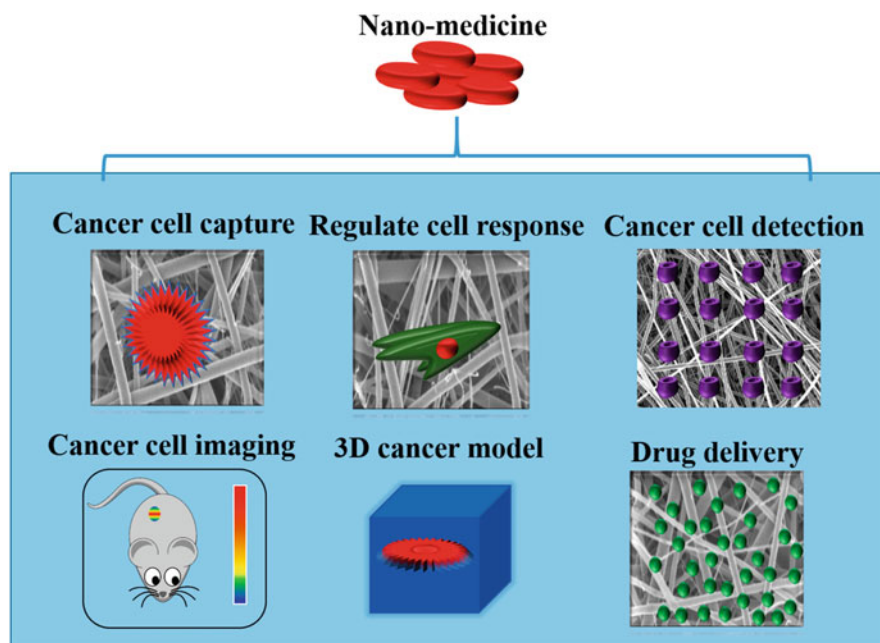 Nano-medicine
Cancer cell capture
Regulate cell response
Cancer cell detection
Cancer cell imaging
3D cancer model
Drug delivery